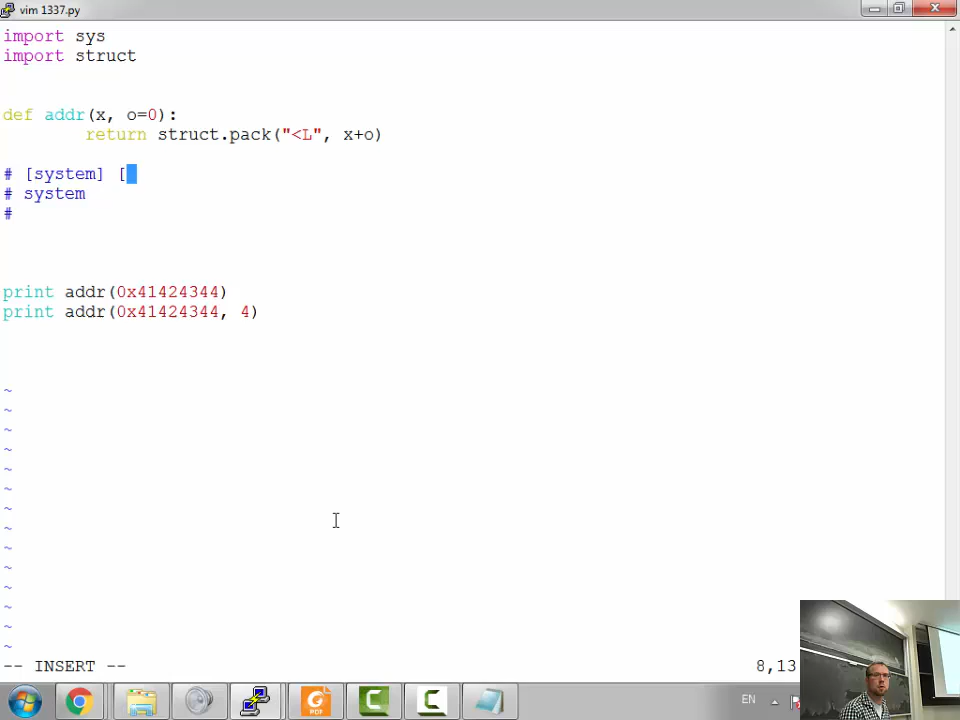 vim 1337.py
import sys
import struct
def addr(x, o=0):
return struct.pack("<L", x+o)
# [system] [
# system
#
print addr(0x41424344)
print addr(0x41424344, 4)
~
~
~
~
~
~
~
~
~
~
~
~
~
~
-- INSERT --
8,13
PDF
EN